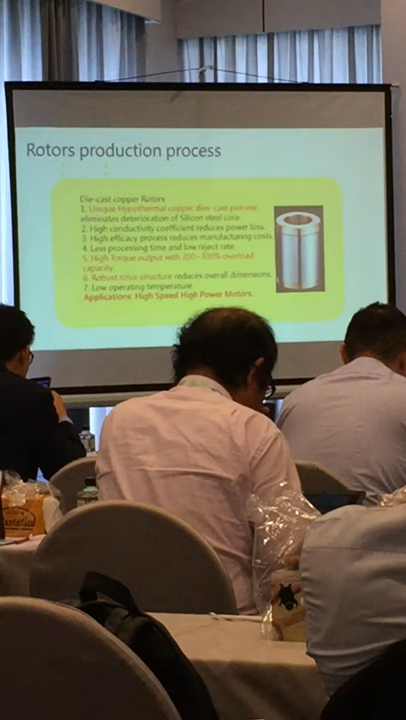 Rotors production process
Die-cast copper Rotors
1. Unique Hypothermal copper diee-cast process
eliminates deterioration of Silicon steel core.
2. High conductivity coefficient reduces power loss.
3. High efficacy process reduces manufacturing costs.
4. Less processing time and low reject rate.
5. High Torque output with 200 - 300% overload
capacity.
6. Robust rotor structure reduces overall dimensions.
7. Low operating temperature.
Applications: High Speed High Power Motors.